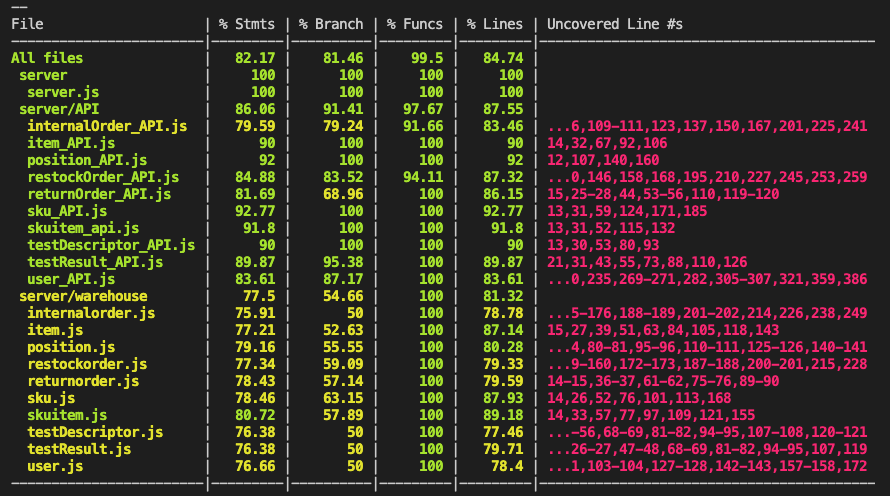 ——
File | % Stmts | % Branch | % Funcs | % Lines | Uncovered Line #s
All files | 82.17 | 81.46 | 99.5 | 84.74 |
server | 100 | 100 | 100 | 100 |
server.js | 100 | 100 | 100 | 100 |
server/API | 86.06 | 91.41 | 97.67 | 87.55 |
internalOrder_API.js | 79.59 | 79.24 | 91.66 | 83.46 | ...6,109-111,123,137,150,167,201,225,241
item_API.js | 90 | 100 | 100 | 90 | 14,32,67,92,106
position_API.js | 92 | 100 | 100 | 92 | 12,107,140,160
restockOrder_API.js | 84.88 | 83.52 | 94.11 | 87.32 | ...0,146,158,168,195,210,227,245,253,259
returnOrder_API.js | 81.69 | 68.96 | 100 | 86.15 | 15,25-28,44,53-56,110,119-120
sku_API.js | 92.77 | 100 | 100 | 92.77 | 13,31,59,124,171,185
skuitem_api.js | 91.8 | 100 | 100 | 91.8 | 13,31,52,115,132
testDescriptor_API.js | 90 | 100 | 100 | 90 | 13,30,53,80,93
testResult_API.js | 89.87 | 95.38 | 100 | 89.87 | 21,31,43,55,73,88,110,126
user_API.js | 83.61 | 87.17 | 100 | 83.61 | ...0,235,269-271,282,305-307,321,359,386
server/warehouse | 77.5 | 54.66 | 100 | 81.32 |
internalorder.js | 75.91 | 50 | 100 | 78.78 | ...5-176,188-189,201-202,214,226,238,249
item.js | 77.21 | 52.63 | 100 | 87.14 | 15,27,39,51,63,84,105,118,143
position.js | 79.16 | 55.55 | 100 | 80.28 | ...4,80-81,95-96,110-111,125-126,140-141
restockorder.js | 77.34 | 59.09 | 100 | 79.33 | ...9-160,172-173,187-188,200-201,215,228
returnorder.js | 78.43 | 57.14 | 100 | 79.59 | 14-15,36-37,61-62,75-76,89-90
sku.js | 78.46 | 63.15 | 100 | 87.93 | 14,26,52,76,101,113,168
skuitem.js | 80.72 | 57.89 | 100 | 89.18 | 14,33,57,77,97,109,121,155
testDescriptor.js | 76.38 | 50 | 100 | 77.46 | ...-56,68-69,81-82,94-95,107-108,120-121
testResult.js | 76.38 | 50 | 100 | 79.71 | ...26-27,47-48,68-69,81-82,94-95,107,119
user.js | 76.66 | 50 | 100 | 78.4 | ...1,103-104,127-128,142-143,157-158,172